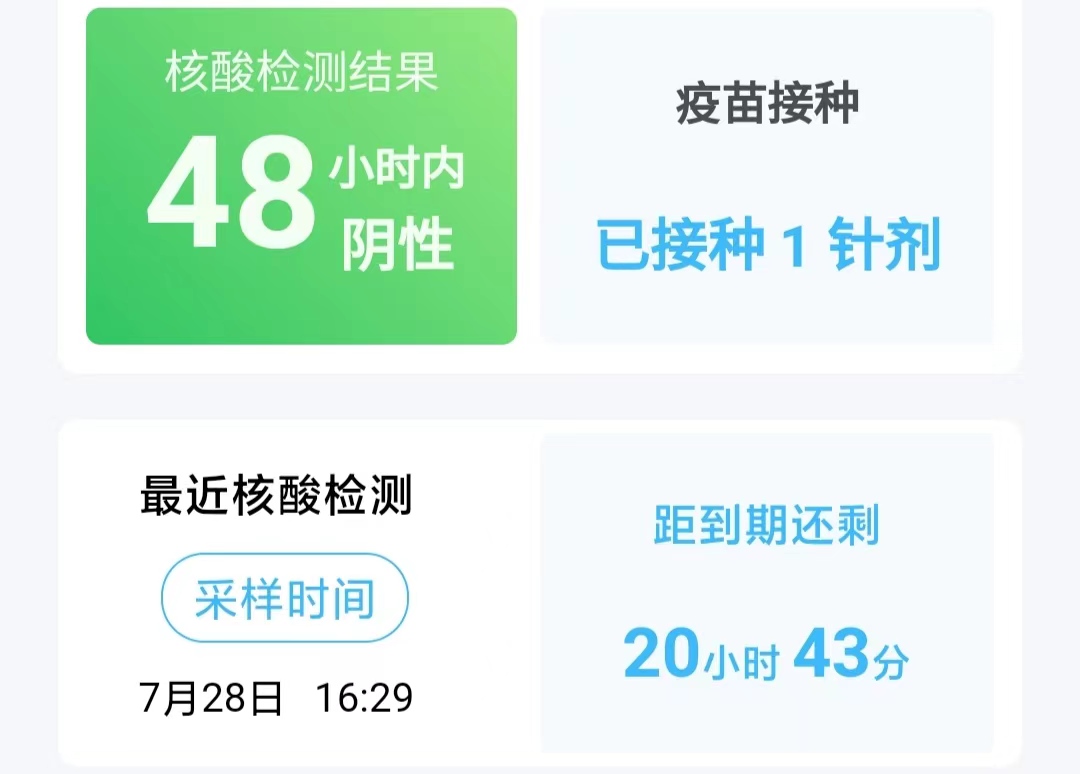 核酸检测结果
48小时内
阴性
疫苗接种
已接种 1 针剂
最近核酸检测
采样时间
7月28日 16:29
距到期还剩
20小时 43分